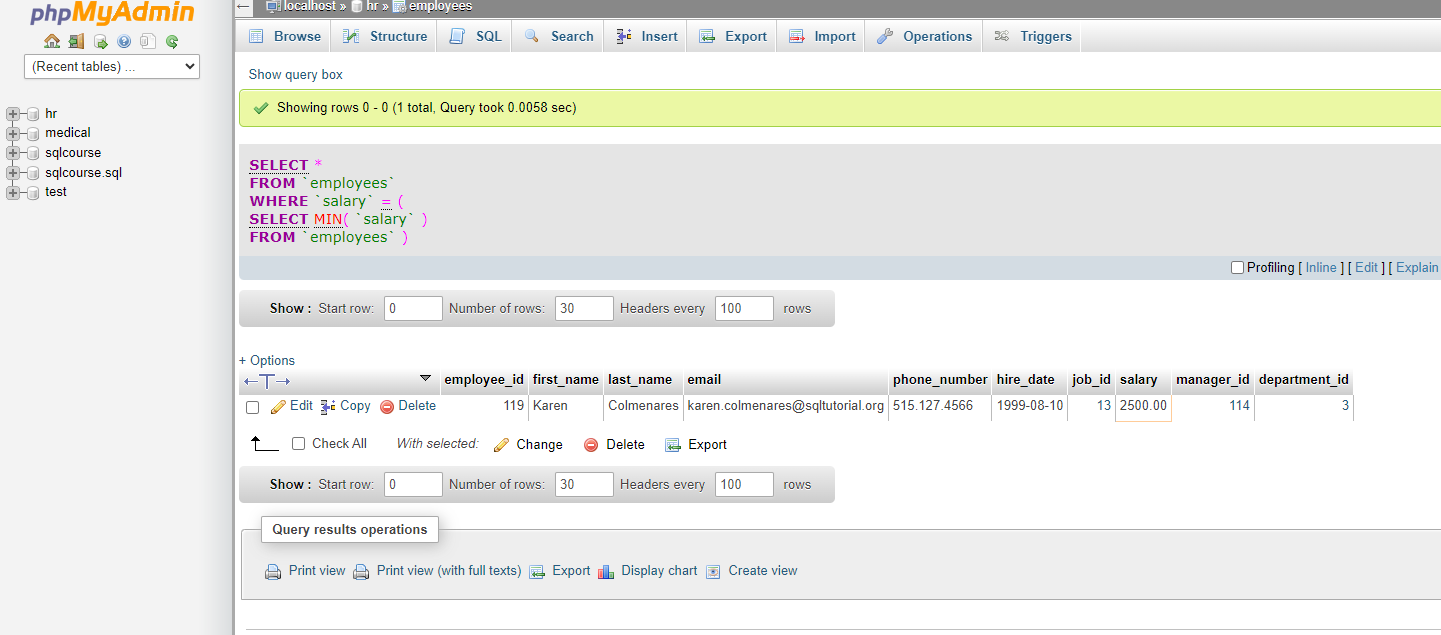 phpMyAdmin
(Recent tables) ...
hr
medical
sqlcourse
sqlcourse.sql
test
localhost » hr » employees
Browse Structure SQL Search Insert Export Import Operations Triggers
Show query box
Showing rows 0 - 0 (1 total, Query took 0.0058 sec)
SELECT *
FROM `employees`
WHERE `salary` = (
SELECT MIN( `salary` )
FROM `employees` )
Profiling [ Inline ] [ Edit ] [ Explain
Show : Start row: 0 Number of rows: 30 Headers every 100 rows
+ Options
employee_id first_name last_name email phone_number hire_date job_id salary manager_id department_id
Edit Copy Delete 119 Karen Colmenares karen.colmenares@sqltutorial.org 515.127.4566 1999-08-10 13 2500.00 114 3
Check All With selected: Change Delete Export
Show : Start row: 0 Number of rows: 30 Headers every 100 rows
Query results operations
Print view Print view (with full texts) Export Display chart Create view